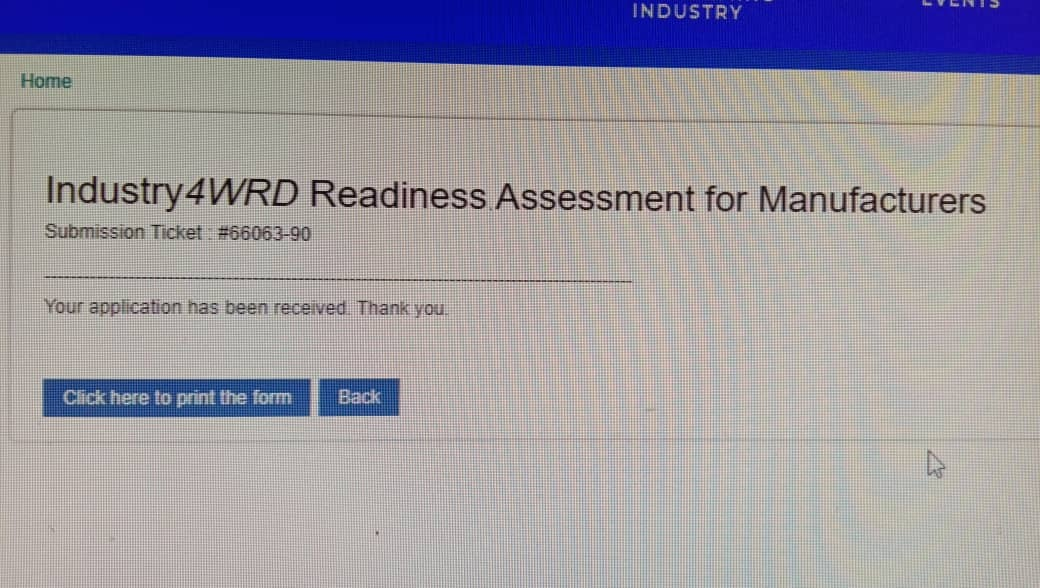 INDUSTRY
EVENTS
Home
Industry4WRD Readiness Assessment for Manufacturers
Submission Ticket : #66063-90
Your application has been received. Thank you.
Click here to print the form
Back